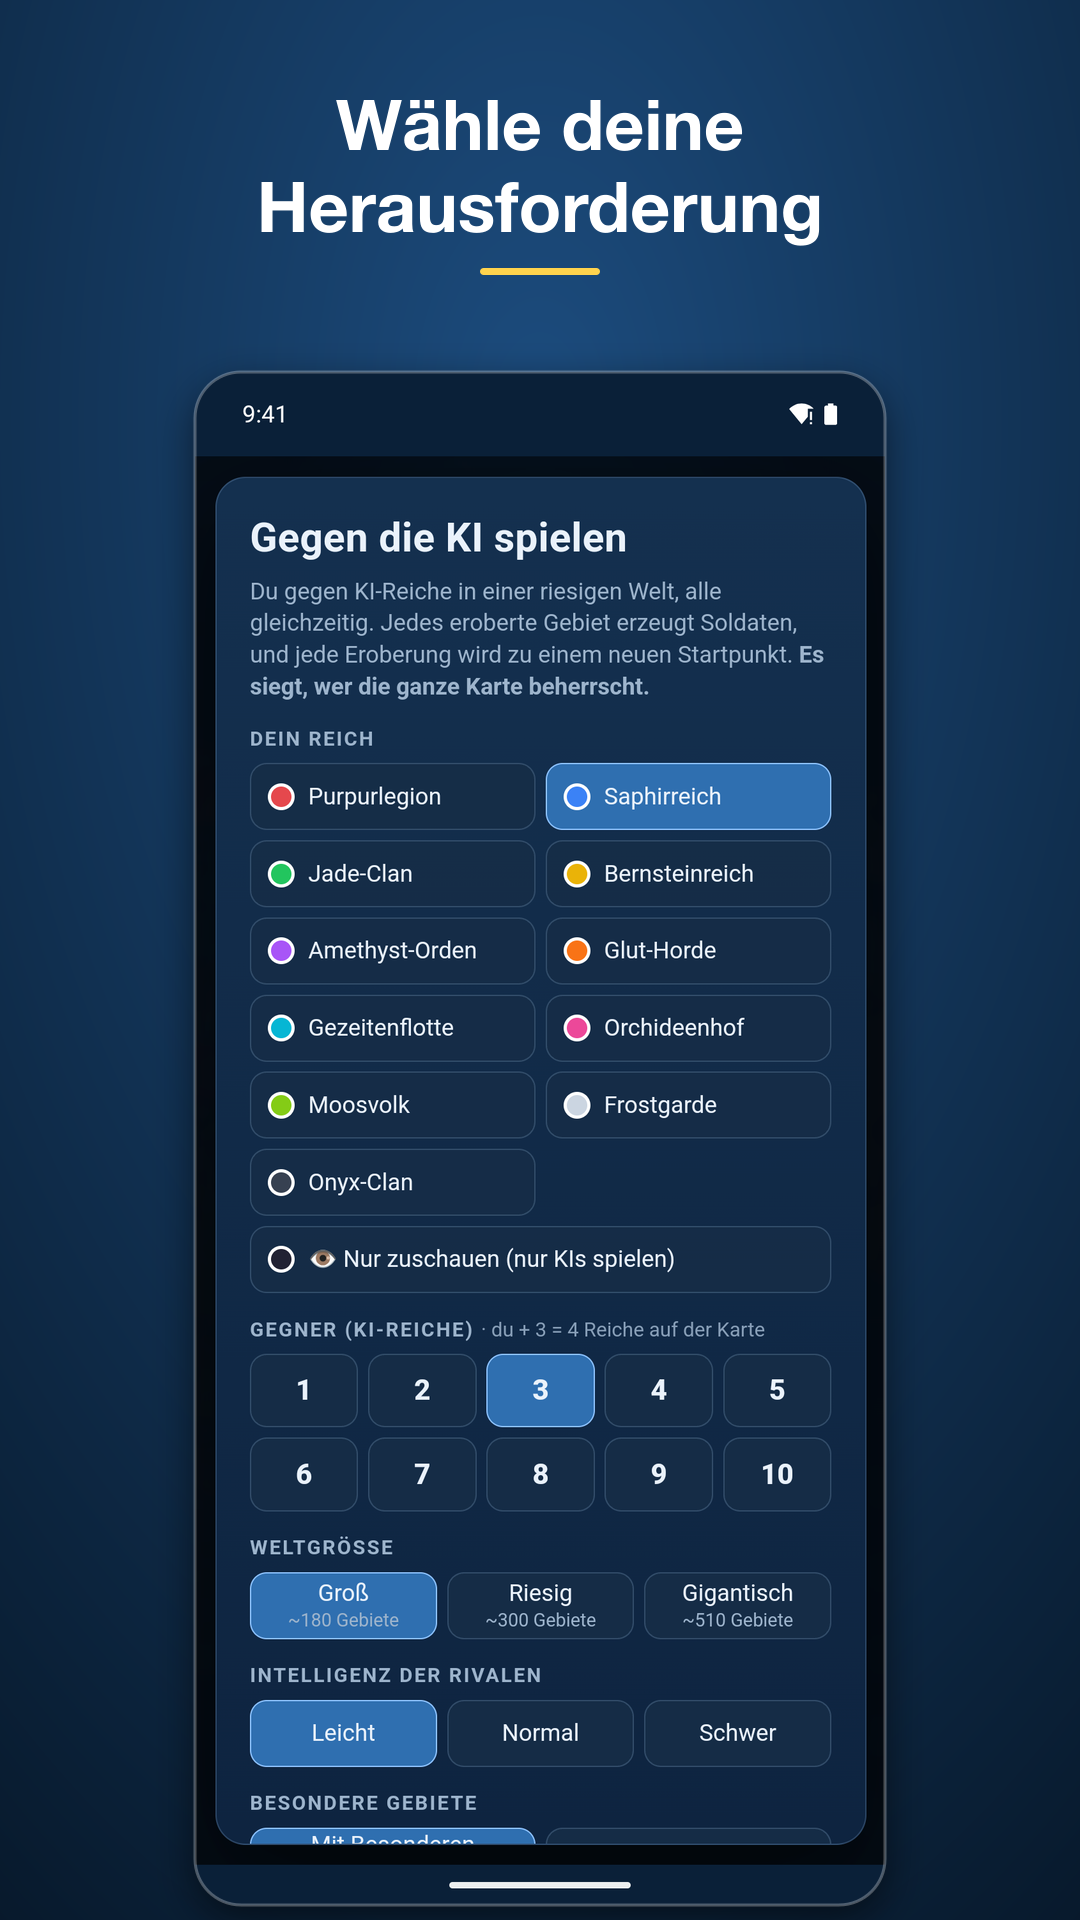 Wähle deine
Herausforderung
9:41
Gegen die KI spielen
Du gegen KI-Reiche in einer riesigen Welt, alle
gleichzeitig. Jedes eroberte Gebiet erzeugt Soldaten,
und jede Eroberung wird zu einem neuen Startpunkt. Es
siegt, wer die ganze Karte beherrscht.
DEIN REICH
Purpurlegion
Saphirreich
Jade-Clan
Bernsteinreich
Amethyst-Orden
Glut-Horde
Gezeitenflotte
Orchideenhof
Moosvolk
Frostgarde
Onyx-Clan
Nur zuschauen (nur KIs spielen)
GEGNER (KI-REICHE) · du + 3 = 4 Reiche auf der Karte
1 2 3 4 5
6 7 8 9 10
WELTGRÖSSE
Groß
~180 Gebiete
Riesig
~300 Gebiete
Gigantisch
~510 Gebiete
INTELLIGENZ DER RIVALEN
Leicht
Normal
Schwer
BESONDERE GEBIETE
Mit Besonderen